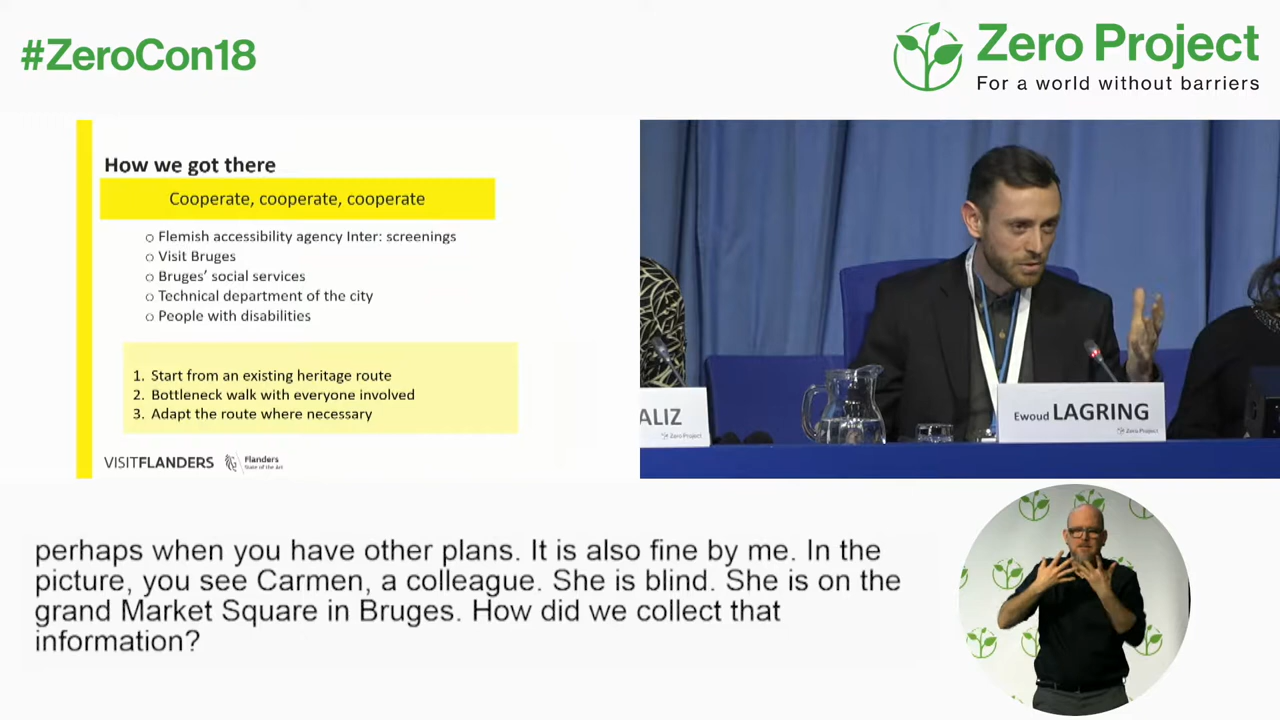 #ZeroCon18
Zero Project
For a world without barriers
How we got there
Cooperate, cooperate, cooperate
o Flemish accessibility agency Inter: screenings
o Visit Bruges
o Bruges' social services
o Technical department of the city
o People with disabilities
1. Start from an existing heritage route
2. Bottleneck walk with everyone involved
3. Adapt the route where necessary
VISITFLANDERS
Flanders
State of the Art
ALIZ
Zero Project
Ewoud LAGRING
Zero Project
perhaps when you have other plans. It is also fine by me. In the
picture, you see Carmen, a colleague. She is blind. She is on the
grand Market Square in Bruges. How did we collect that
information?